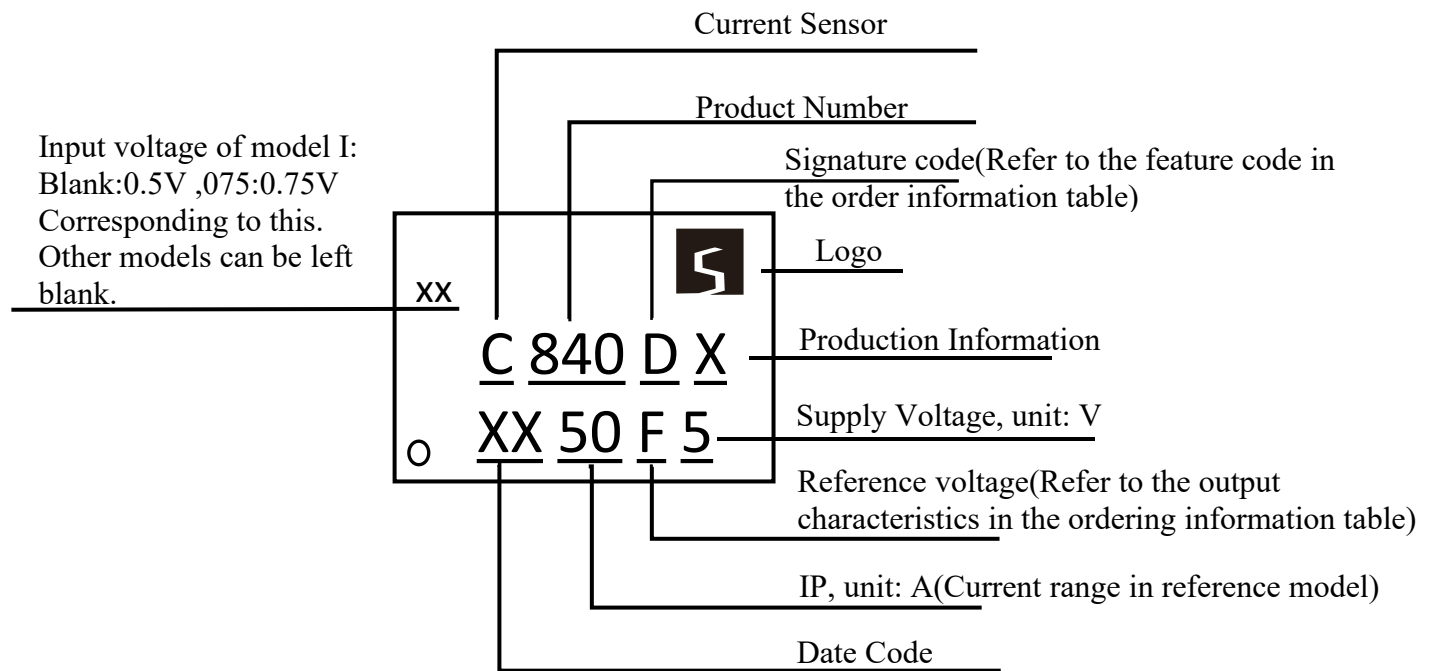 Current Sensor
Product Number
Input voltage of model I:
Blank:0.5V ,075:0.75V
Corresponding to this.
Other models can be left
blank.
Signature code(Refer to the feature code in
the order information table)
Logo
xx
C 840 D X
Production Information
XX 50 F 5
Supply Voltage, unit: V
Reference voltage(Refer to the output
characteristics in the ordering information table)
IP, unit: A(Current range in reference model)
Date Code